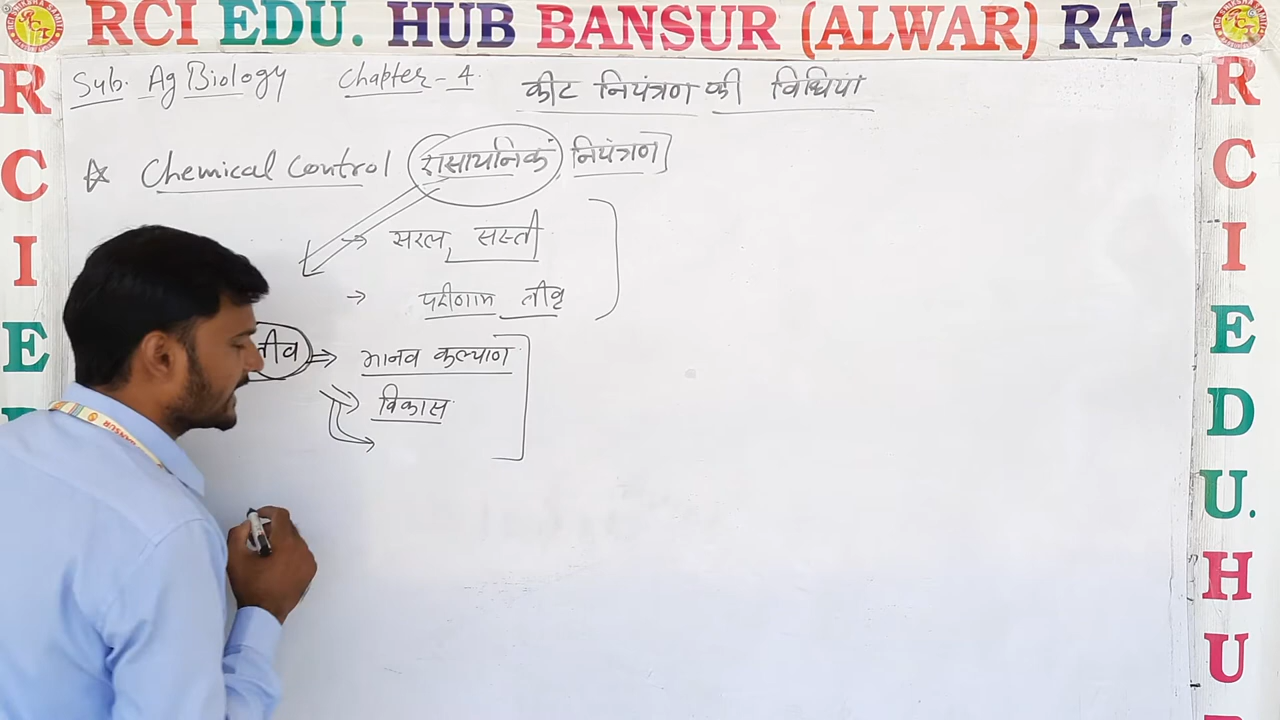 RCI EDU. HUB BANSUR (ALWAR) RAJ.
Sub. Ag Biology Chapter-4. कीट नियंत्रण की विधियां
Chemical Control (रासायनिक नियंत्रण]
→ सरल, सस्ती
→ परीणाम तीव्र
→ मानव कल्याण
विकास
R
C
I
E
R
C
I
E
D
U.
H
U